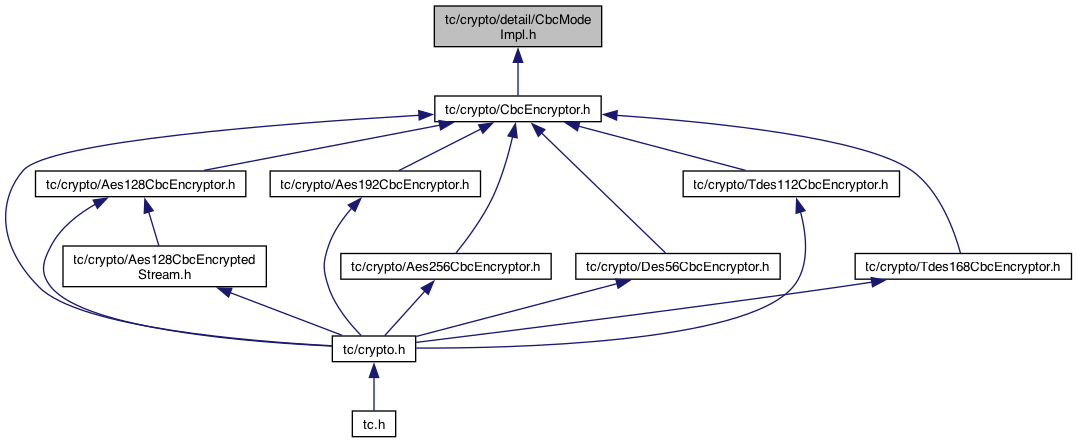 tc/crypto/detail/CbcMode
Impl.h
tc/crypto/CbcEncryptor.h
tc/crypto/Aes128CbcEncryptor.h
tc/crypto/Aes192CbcEncryptor.h
tc/crypto/Tdes112CbcEncryptor.h
tc/crypto/Aes128CbcEncrypted
Stream.h
tc/crypto/Aes256CbcEncryptor.h
tc/crypto/Des56CbcEncryptor.h
tc/crypto/Tdes168CbcEncryptor.h
tc/crypto.h
tc.h